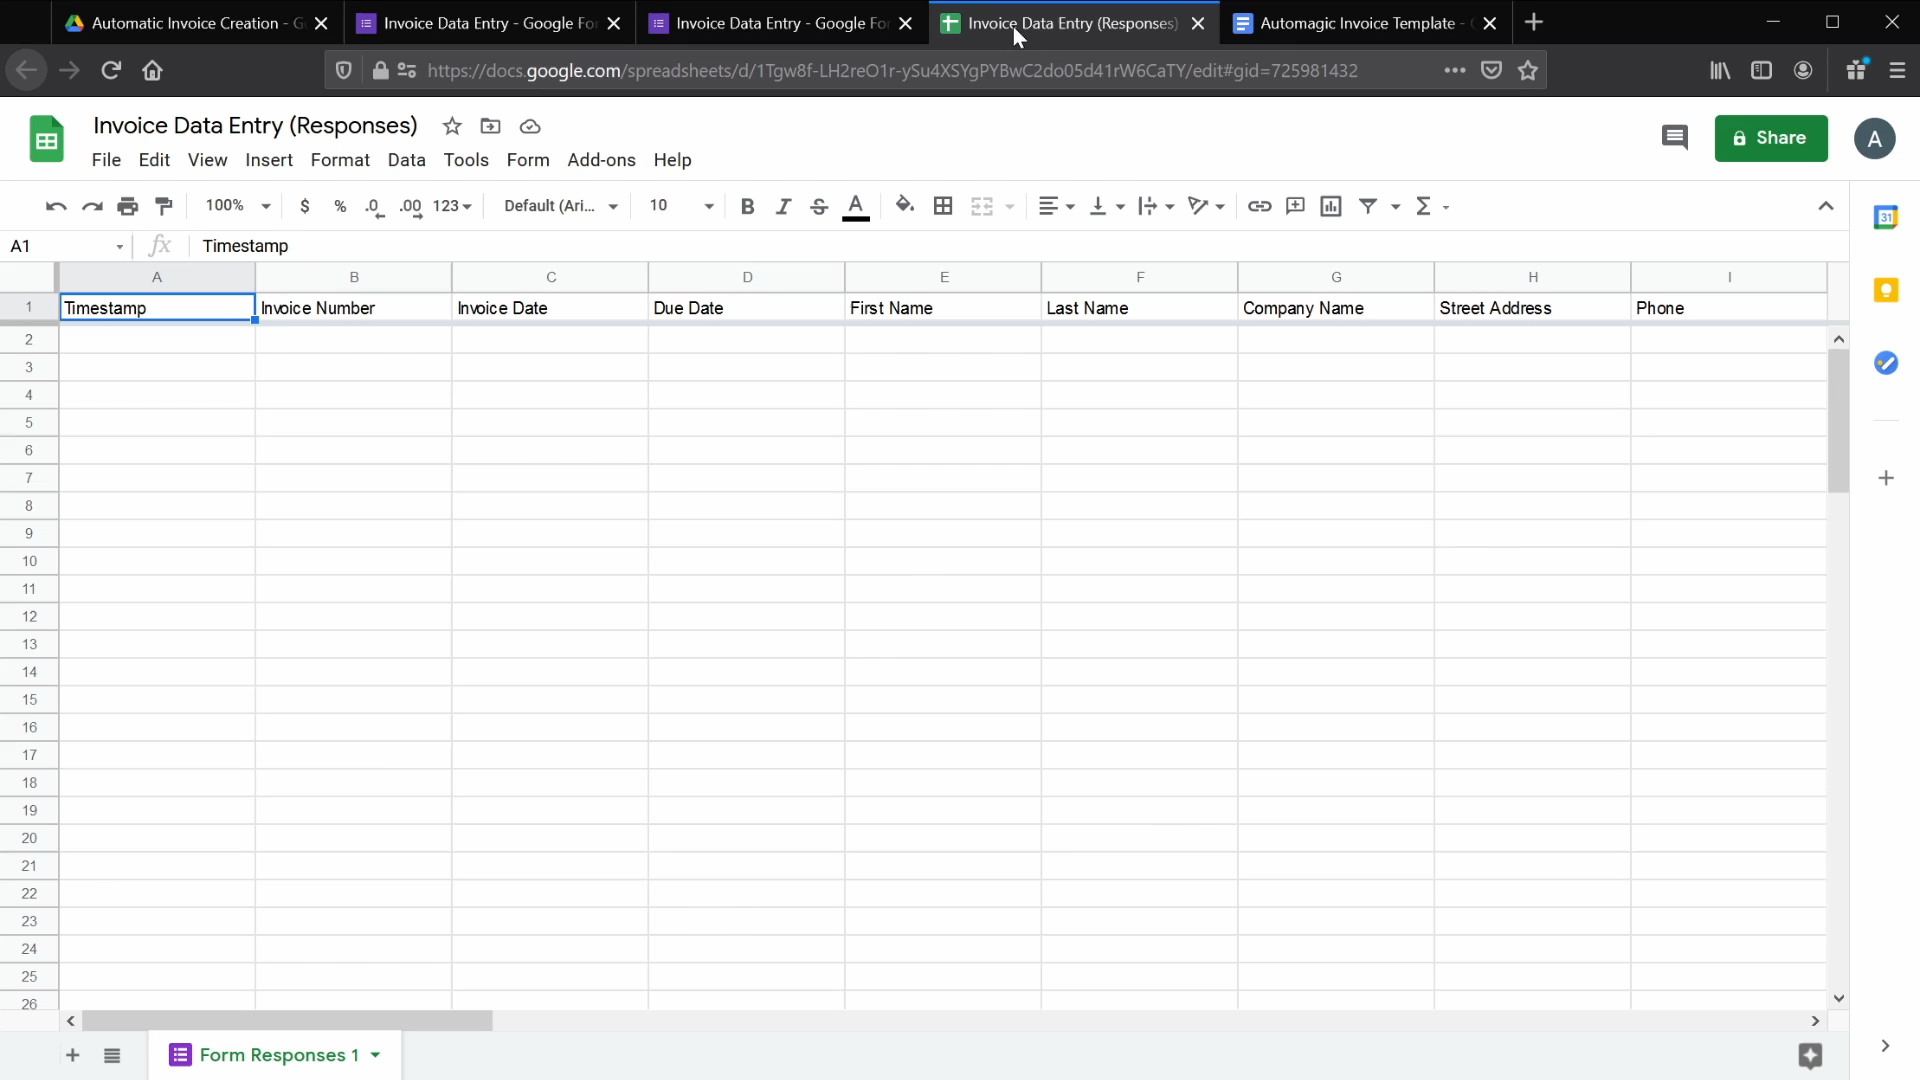 Automatic Invoice Creation - G
Invoice Data Entry - Google For
Invoice Data Entry - Google For
Invoice Data Entry (Responses)
Automagic Invoice Template -
https://docs.google.com/spreadsheets/d/1Tgw8f-LH2reO1r-ySu4XSYgPYBwC2do05d41rW6CaTY/edit#gid=725981432
Invoice Data Entry (Responses)
File Edit View Insert Format Data Tools Form Add-ons Help
Share
A
100% $ % .0 .00 123 Default (Ari... 10 B I S A Σ
31
A1 fx Timestamp
A B C D E F G H I
1 Timestamp Invoice Number Invoice Date Due Date First Name Last Name Company Name Street Address Phone
2
3
4
5
6
7
8
9
10
11
12
13
14
15
16
17
18
19
20
21
22
23
24
25
26
Form Responses 1